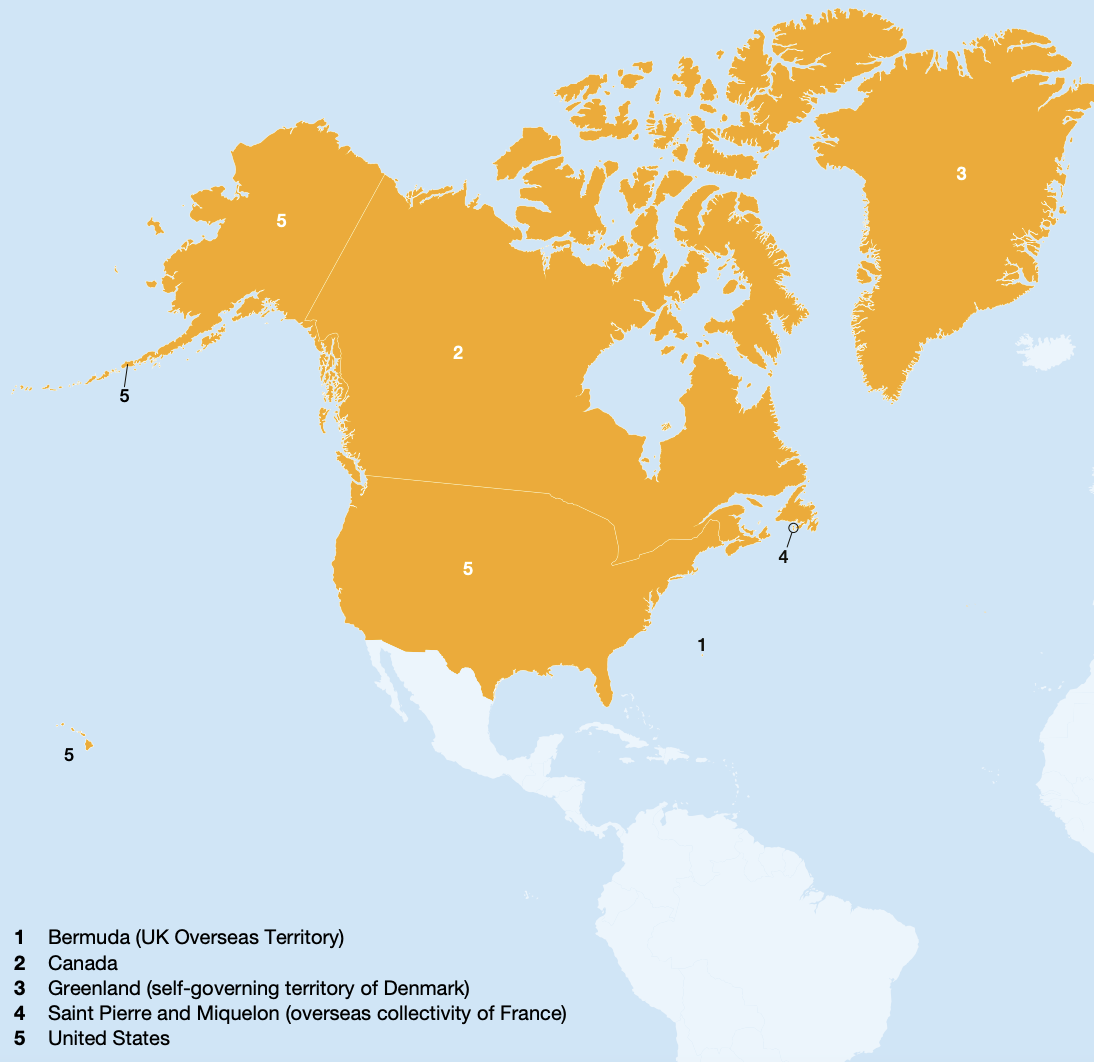 3
5
2
5
4
5
1
5
1 Bermuda (UK Overseas Territory)
2 Canada
3 Greenland (self-governing territory of Denmark)
4 Saint Pierre and Miquelon (overseas collectivity of France)
5 United States